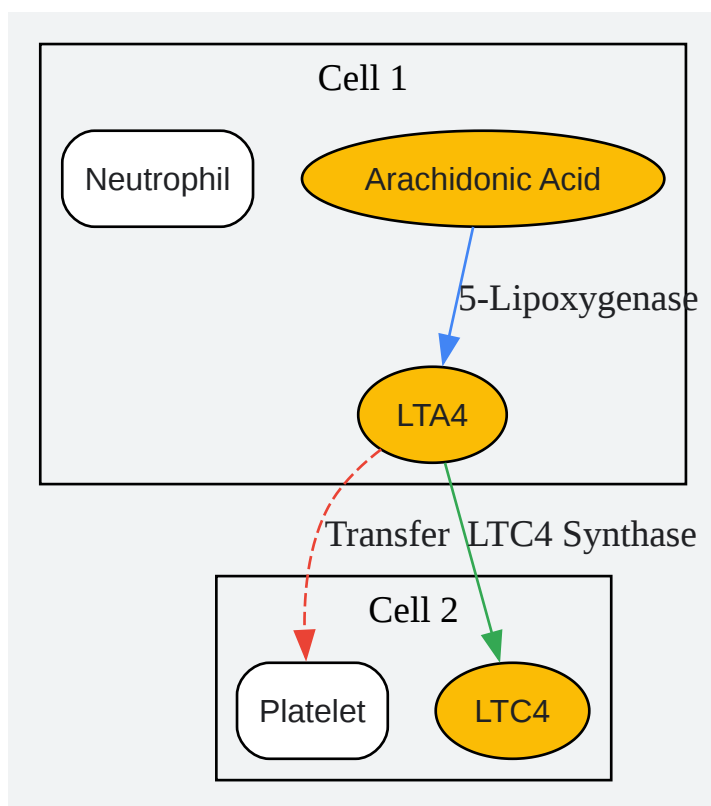 Cell 1
Neutrophil
Arachidonic Acid
5-Lipoxygenase
LTA4
Transfer
LTC4 Synthase
Cell 2
Platelet
LTC4